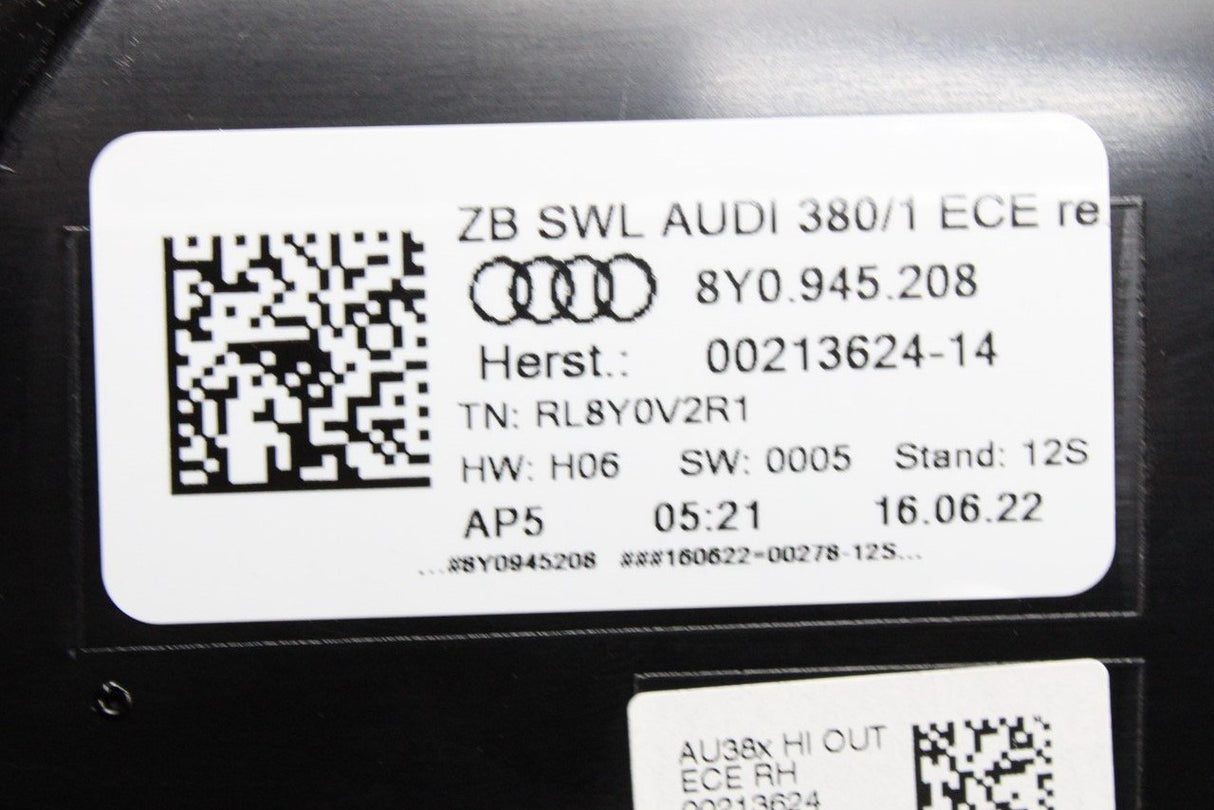 ZB SWL AUDI 380/1 ECE re
8Y0.945.208
Herst.: 00213624-14
TN: RL8Y0V2R1
HW: H06 SW: 0005 Stand: 12S
AP5 05:21 16.06.22
...#8Y0945208 ###160622-00278-12S...
AU38x HI OUT
ECE RH
00213624